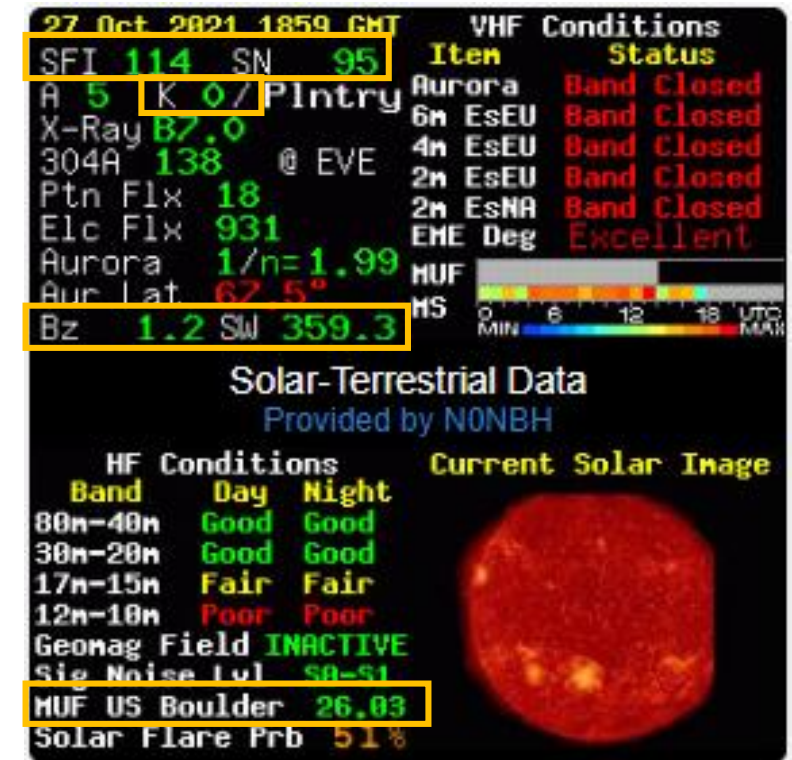 27 Oct 2021 1859 GMT
SFI 114 SN 95
A 5 K 0/Plntry
X-Ray B7.0
304A 138 @ EVE
Ptn Flx 18
Elc Flx 931
Aurora 1/n=1.99
Aur Lat 67.5°
Bz 1.2 SW 359.3
VHF Conditions
Item Status
Aurora Band Closed
6m EsEU Band Closed
4m EsEU Band Closed
2m EsEU Band Closed
2m EsNA Band Closed
EME Deg Excellent
MUF
MS
0 6 12 18 UTC
MIN MAX
Solar-Terrestrial Data
Provided by N0NBH
HF Conditions
Band Day Night
80m-40m Good Good
30m-20m Good Good
17m-15m Fair Fair
12m-10m Poor Poor
Geomag Field INACTIVE
Sig Noise Lvl S0-S1
MUF US Boulder 26.03
Solar Flare Prb 51%
Current Solar Image